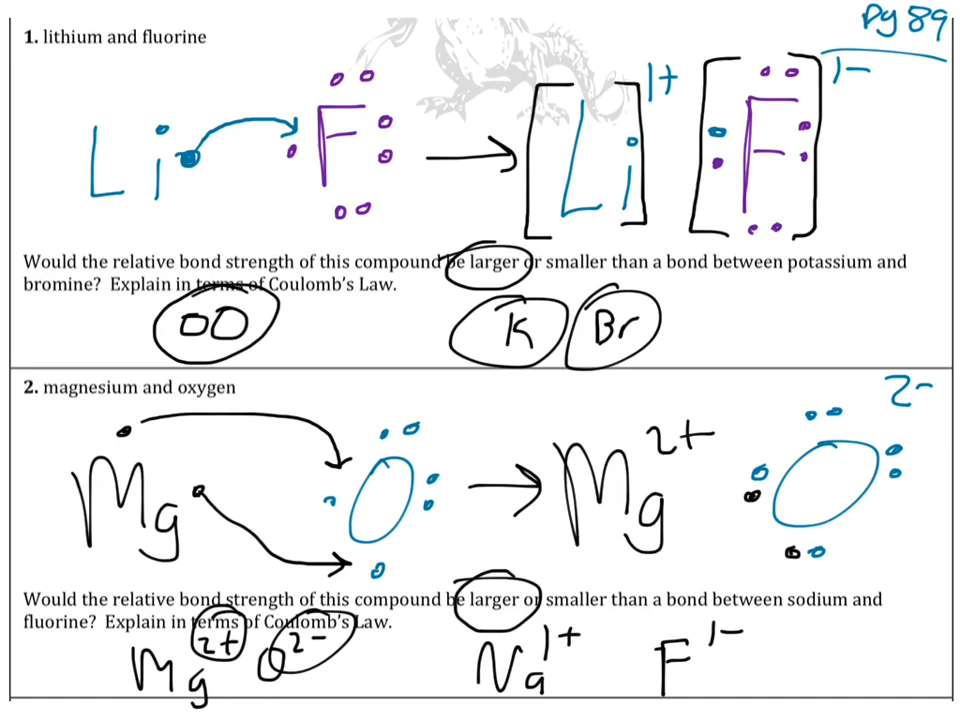 Pg 89
1. lithium and fluorine
Li F → [Li]1+ [F]1-
Would the relative bond strength of this compound be larger or smaller than a bond between potassium and
bromine? Explain in terms of Coulomb's Law.
K Br
2. magnesium and oxygen
Mg O → Mg2+ O 2-
Would the relative bond strength of this compound be larger or smaller than a bond between sodium and
fluorine? Explain in terms of Coulomb's Law.
Mg2+ O2- Na1+ F1-